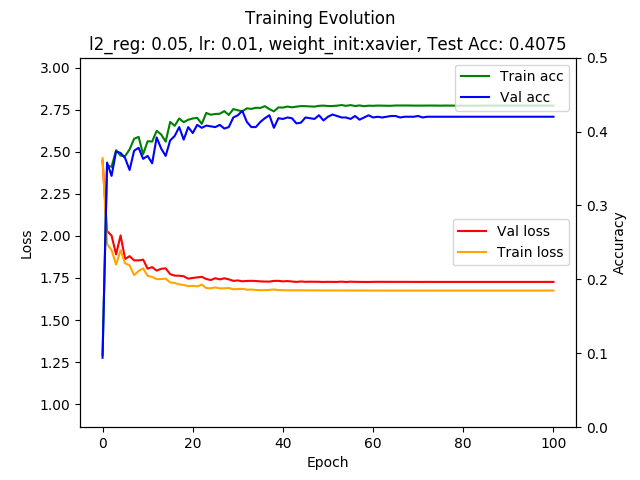 Training Evolution
l2_reg: 0.05, lr: 0.01, weight_init:xavier, Test Acc: 0.4075
3.00
2.75
2.50
2.25
2.00
1.75
1.50
1.25
1.00
Loss
0.5
0.4
0.3
0.2
0.1
0.0
Accuracy
Train acc
Val acc
Val loss
Train loss
0 20 40 60 80 100
Epoch